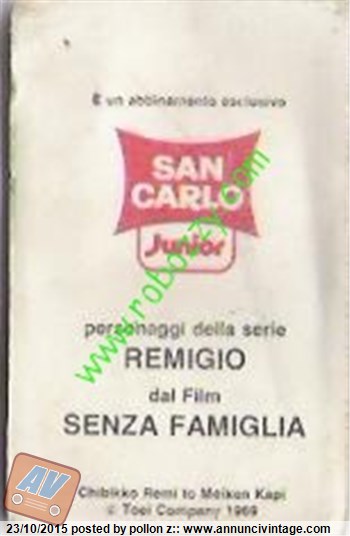 È un abbinamento esclusivo
SAN
CARLO
Junior
www.robozzy.com
personaggi della serie
REMIGIO
dal Film
SENZA FAMIGLIA
Chibikko Remi to Meiken Kapi
© Toei Company 1969
AV
23/10/2015 posted by pollon z:: www.annuncivintage.com